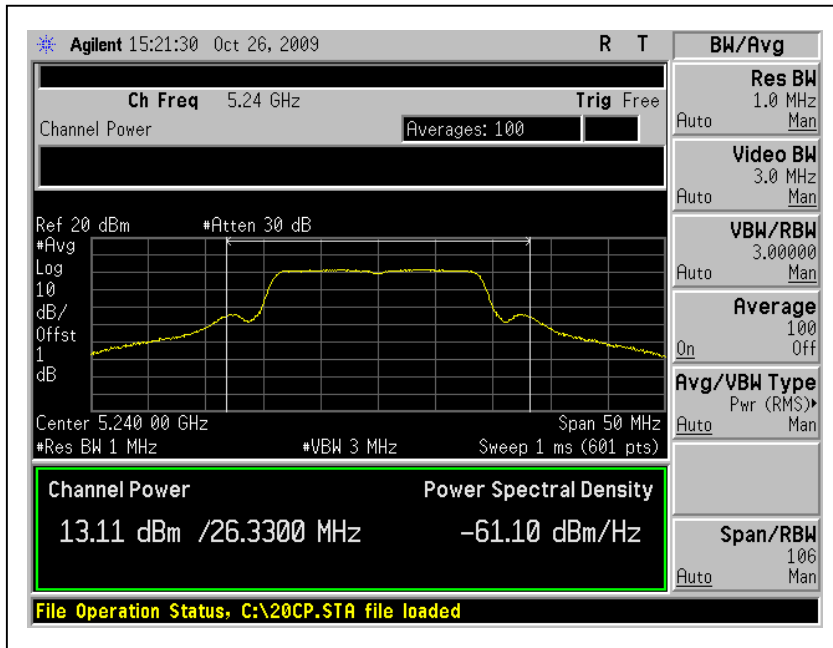 Agilent 15:21:30 Oct 26, 2009 R T
Ch Freq 5.24 GHz Trig Free
Channel Power Averages: 100
Ref 20 dBm #Atten 30 dB
#Avg
Log
10
dB/
Offst
1
dB
Center 5.240 00 GHz Span 50 MHz
#Res BW 1 MHz #VBW 3 MHz Sweep 1 ms (601 pts)
Channel Power Power Spectral Density
13.11 dBm /26.3300 MHz -61.10 dBm/Hz
File Operation Status, C:\20CP.STA file loaded
BW/Avg
Res BW
1.0 MHz
Auto Man
Video BW
3.0 MHz
Auto Man
VBW/RBW
3.00000
Auto Man
Average
100
On Off
Avg/VBW Type
Pwr (RMS)
Auto Man
Span/RBW
106
Auto Man